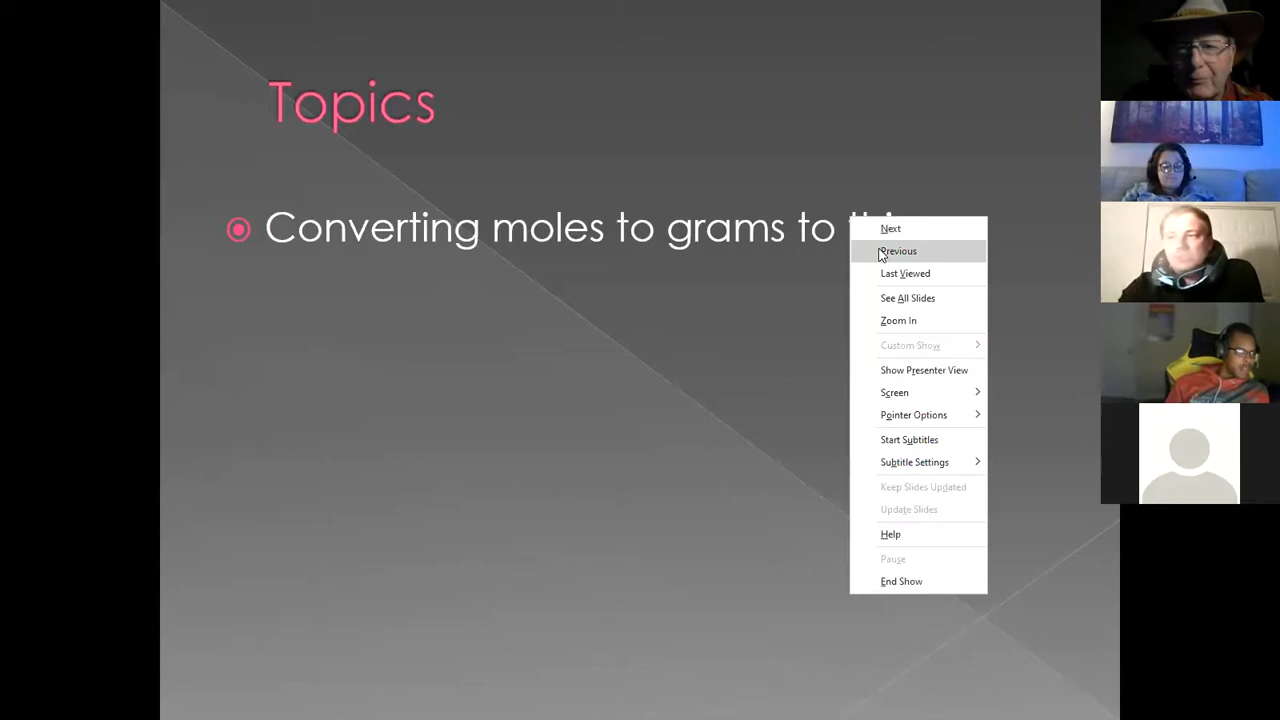 Topics
Converting moles to grams to
Next
Previous
Last Viewed
See All Slides
Zoom In
Custom Show
Show Presenter View
Screen
Pointer Options
Start Subtitles
Subtitle Settings
Keep Slides Updated
Update Slides
Help
Pause
End Show